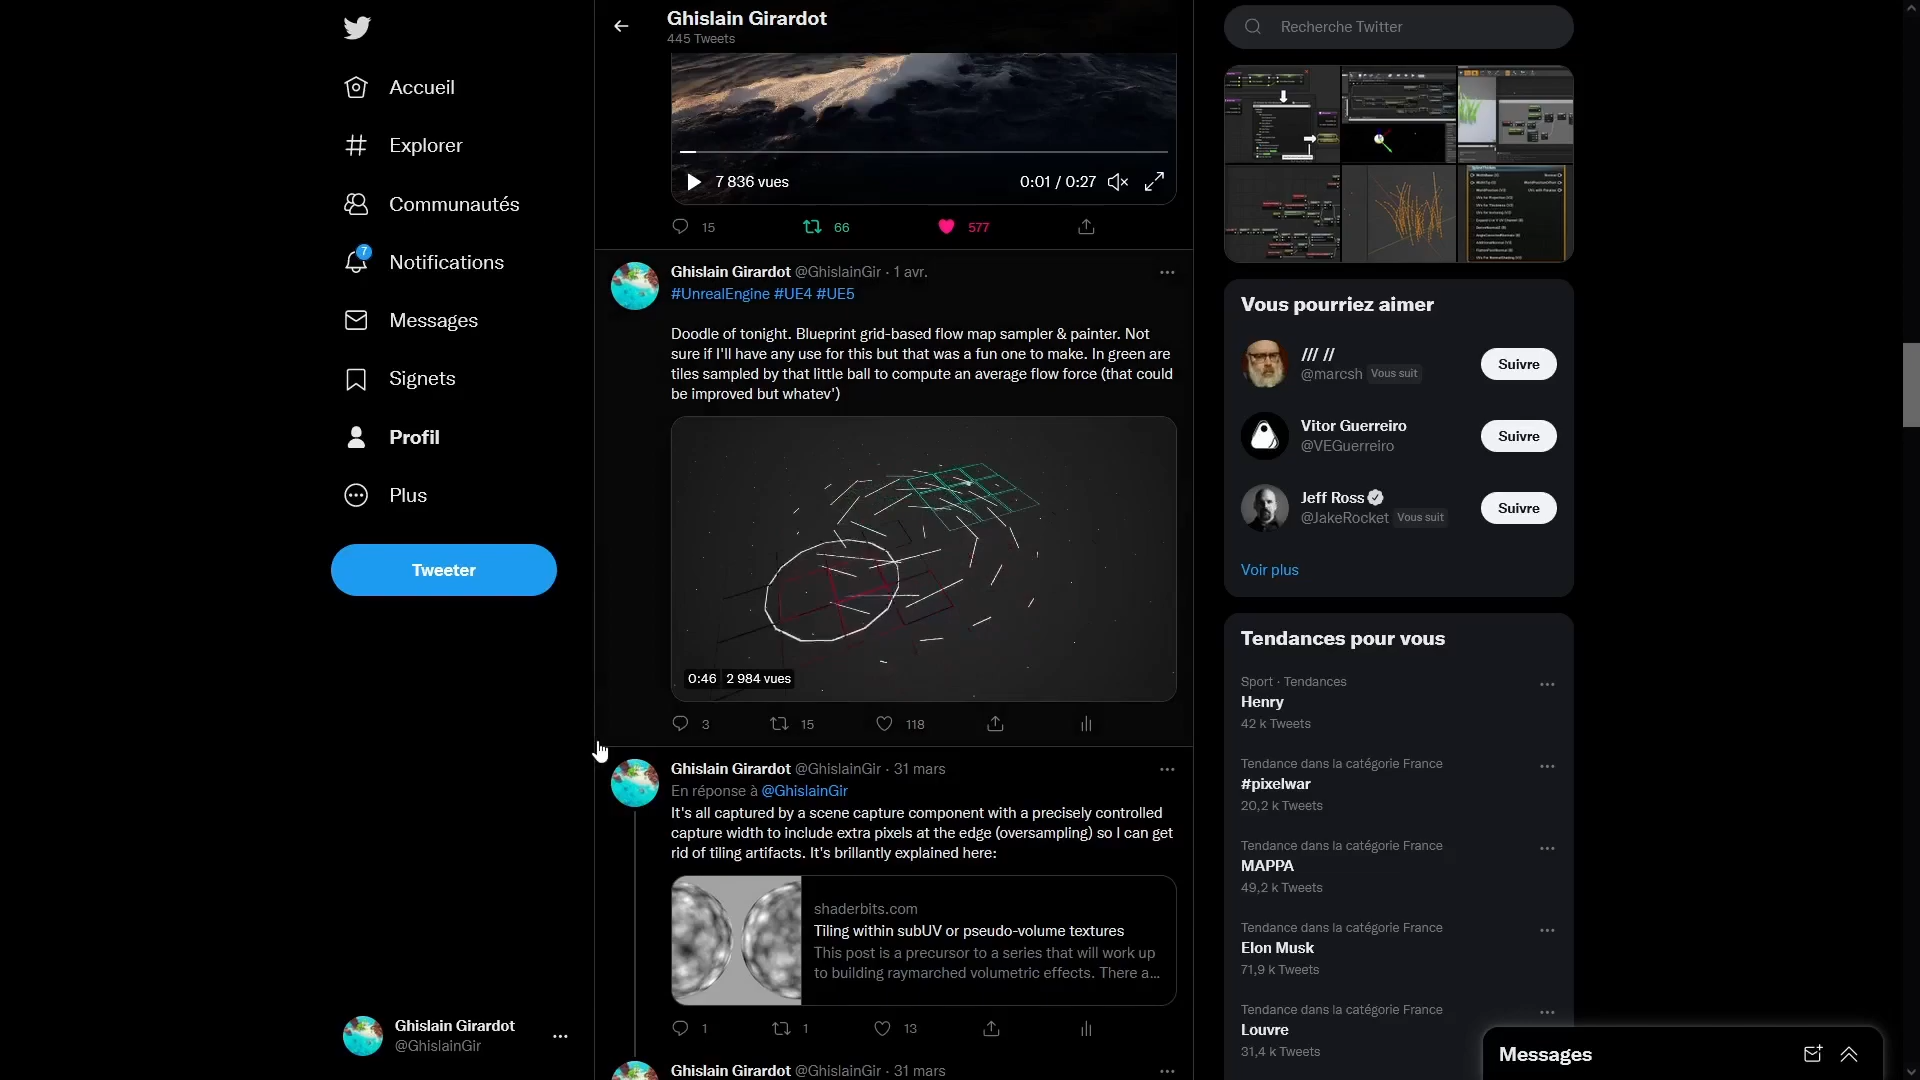 Accueil
Explorer
Communautés
7
Notifications
Messages
Signets
Profil
Plus
Tweeter
Ghislain Girardot
@GhislainGir
Ghislain Girardot
445 Tweets
7 836 vues
0:01 / 0:27
15
66
577
Ghislain Girardot @GhislainGir · 1 avr.
#UnrealEngine #UE4 #UE5
Doodle of tonight. Blueprint grid-based flow map sampler & painter. Not
sure if I'll have any use for this but that was a fun one to make. In green are
tiles sampled by that little ball to compute an average flow force (that could
be improved but whatev')
0:46 2 984 vues
3
15
118
Ghislain Girardot @GhislainGir · 31 mars
En réponse à @GhislainGir
It's all captured by a scene capture component with a precisely controlled
capture width to include extra pixels at the edge (oversampling) so I can get
rid of tiling artifacts. It's brillantly explained here:
shaderbits.com
Tiling within subUV or pseudo-volume textures
This post is a precursor to a series that will work up
to building raymarched volumetric effects. There a...
1
1
13
Ghislain Girardot @GhislainGir · 31 mars
Recherche Twitter
Vous pourriez aimer
/// //
@marcsh Vous suit
Suivre
Vitor Guerreiro
@VEGuerreiro
Suivre
Jeff Ross
@JakeRocket Vous suit
Suivre
Voir plus
Tendances pour vous
Sport · Tendances
Henry
42 k Tweets
Tendance dans la catégorie France
#pixelwar
20,2 k Tweets
Tendance dans la catégorie France
MAPPA
49,2 k Tweets
Tendance dans la catégorie France
Elon Musk
71,9 k Tweets
Tendance dans la catégorie France
Louvre
31,4 k Tweets
Messages